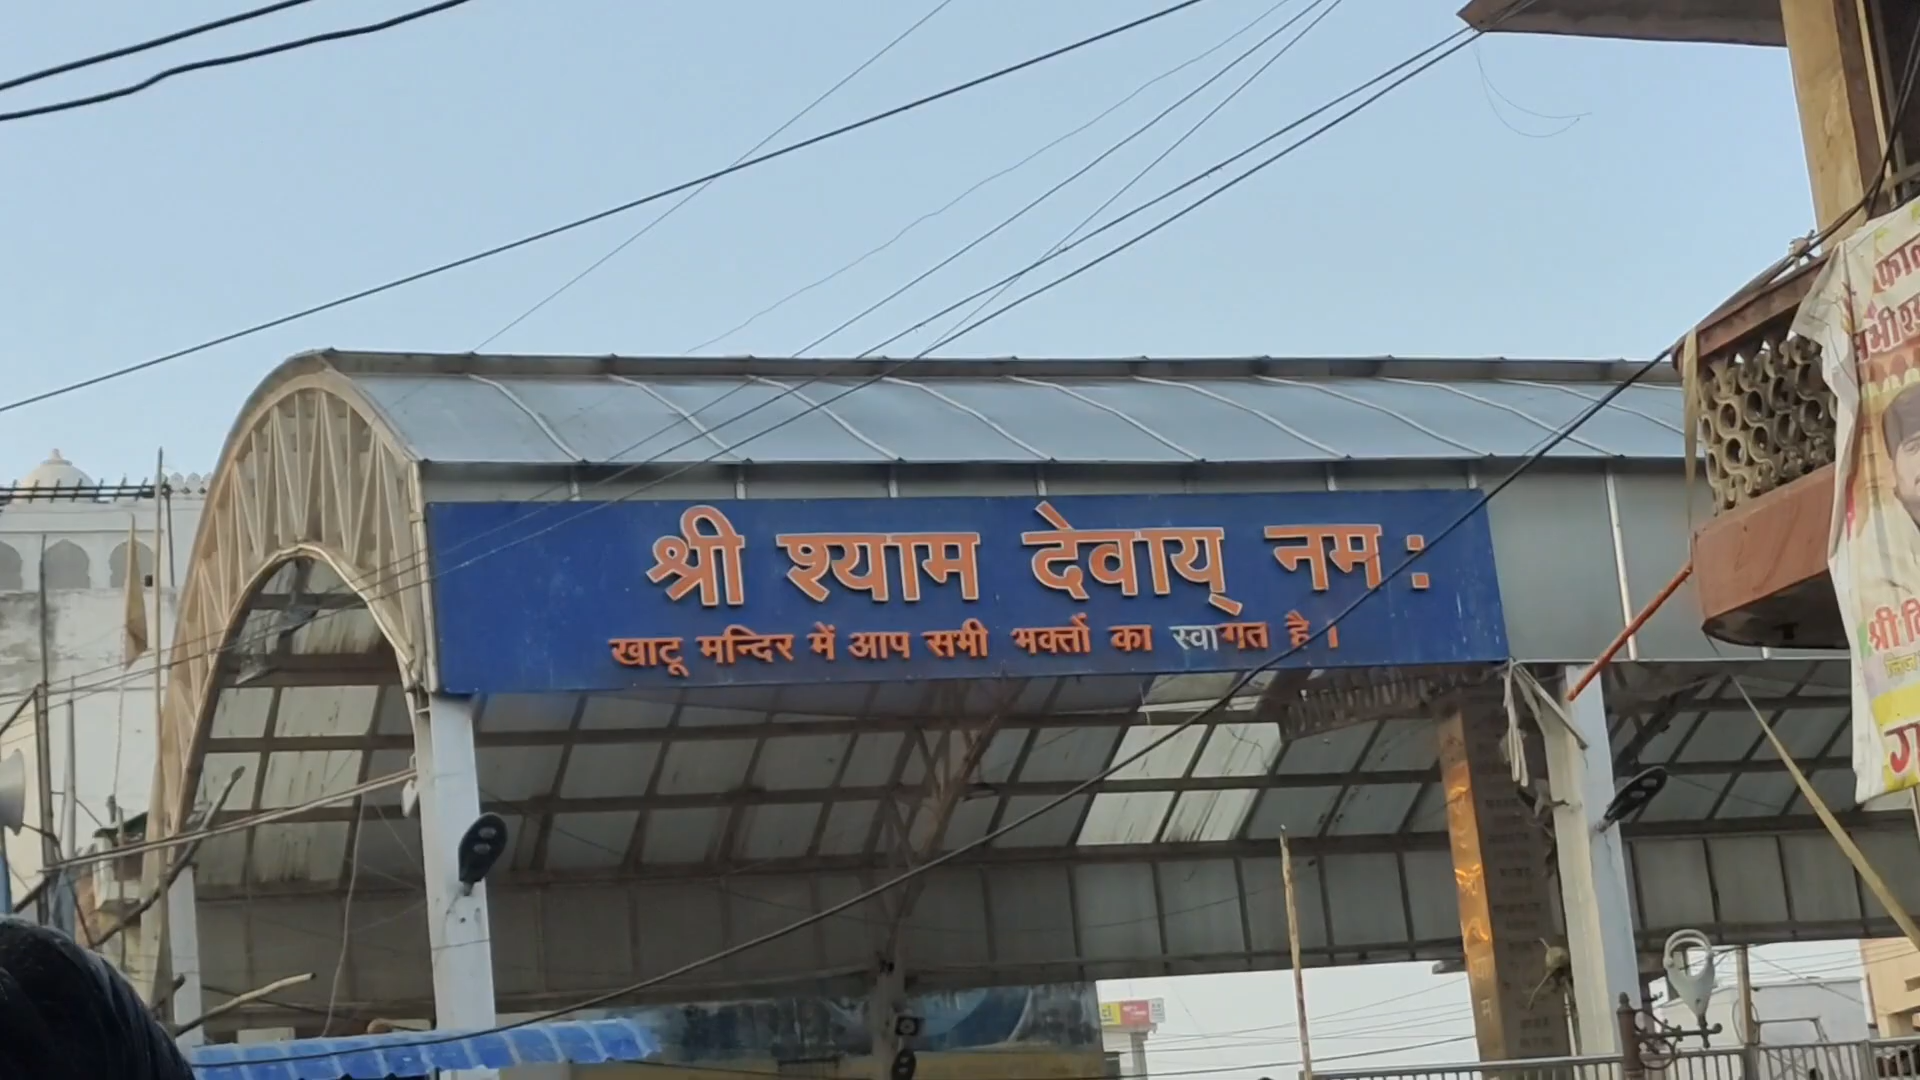 श्री श्याम देवाय् नम:
खाटू मन्दिर में आप सभी भक्तों का स्वागत है ।
श्री